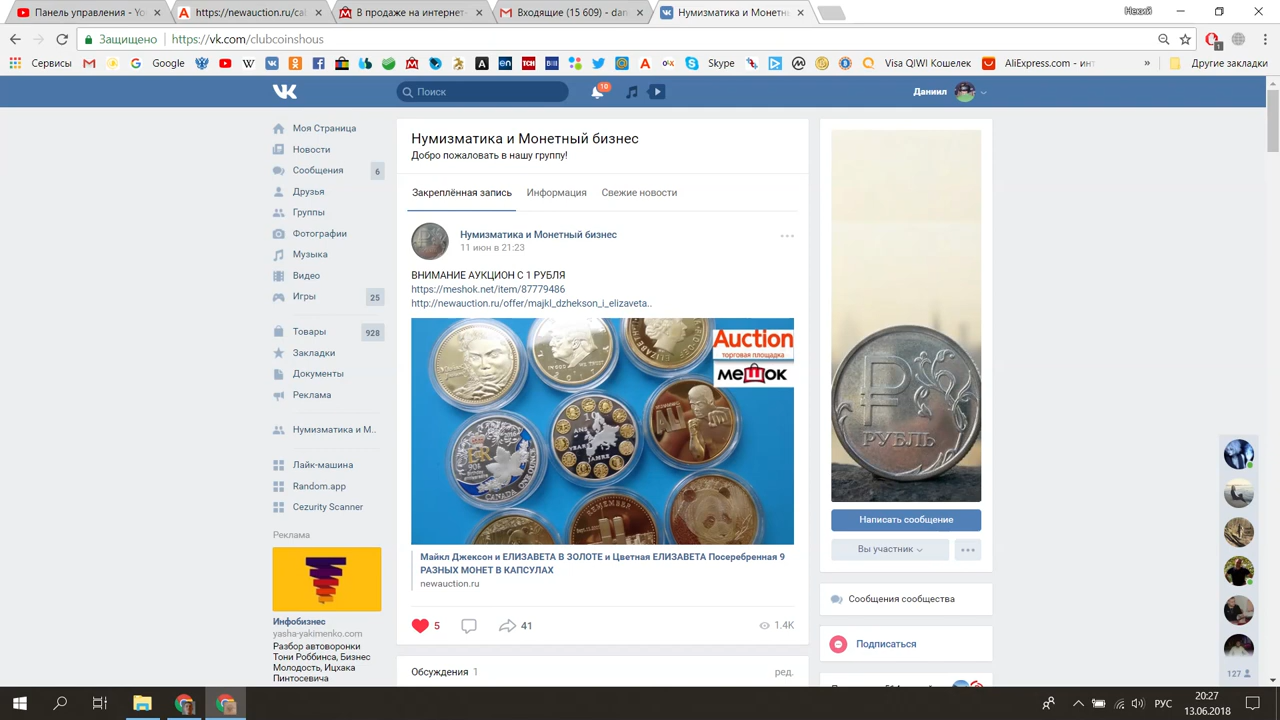 Панель управления - Yo
https://newauction.ru/cal
В продаже на интернет-
Входящие (15 609) - dan
Нумизматика и Монетны
Некий
Защищено
https://vk.com/clubcoinshous
Сервисы
Google
Visa QIWI Кошелек
AliExpress.com - инт
»
Другие закладки
Поиск
10
Даниил
Моя Страница
Новости
Сообщения 6
Друзья
Группы
Фотографии
Музыка
Видео
Игры 25
Товары 928
Закладки
Документы
Реклама
Нумизматика и М..
Лайк-машина
Random.app
Cezurity Scanner
Реклама
Инфобизнес
yasha-yakimenko.com
Разбор автоворонки
Тони Роббинса, Бизнес
Молодость, Ицхака
Пинтосевича
Нумизматика и Монетный бизнес
Добро пожаловать в нашу группу!
Закреплённая запись
Информация
Свежие новости
Нумизматика и Монетный бизнес
11 июн в 21:23
ВНИМАНИЕ АУКЦИОН С 1 РУБЛЯ
https://meshok.net/item/87779486
http://newauction.ru/offer/majkl_dzhekson_i_elizaveta..
Auction
торговая площадка
мешок
ALI
CANADA
Майкл Джексон и ЕЛИЗАВЕТА В ЗОЛОТЕ и Цветная ЕЛИЗАВЕТА Посеребренная 9
РАЗНЫХ МОНЕТ В КАПСУЛАХ
newauction.ru
5
41
1.4K
Обсуждения 1
ред.
РУБЛЬ
Написать сообщение
Вы участник
Сообщения сообщества
Подписаться
127
Skype
РУС
20:27
13.06.2018